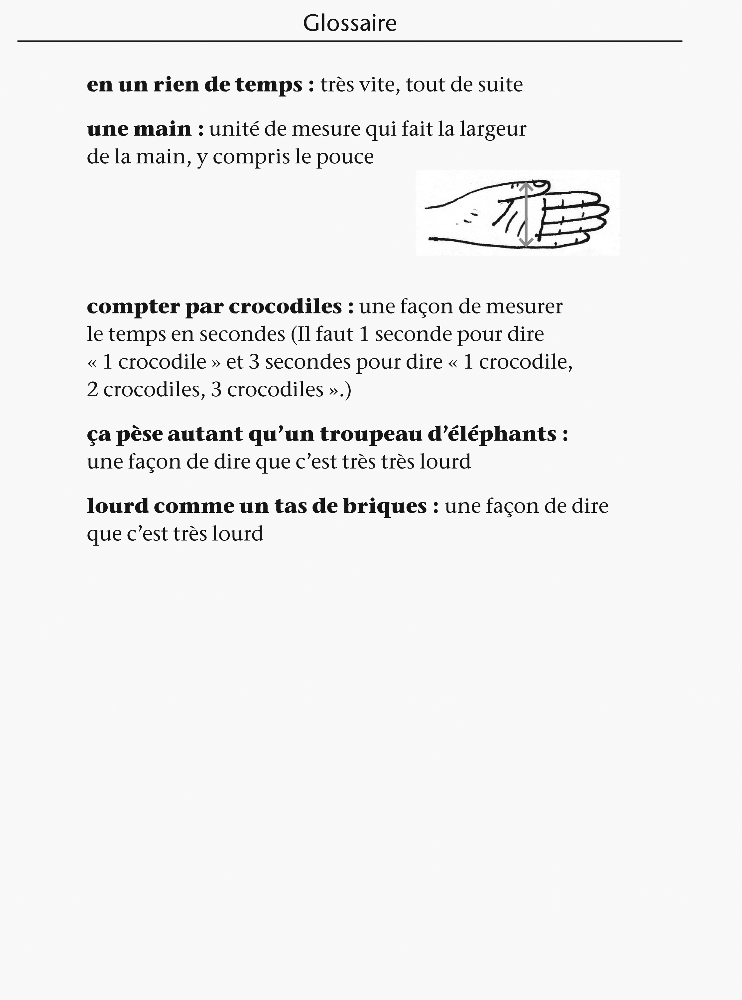 Glossaire
en un rien de temps : très vite, tout de suite
une main : unité de mesure qui fait la largeur
de la main, y compris le pouce
compter par crocodiles : une façon de mesurer
le temps en secondes (Il faut 1 seconde pour dire
« 1 crocodile » et 3 secondes pour dire « 1 crocodile,
2 crocodiles, 3 crocodiles ».)
ça pèse autant qu’un troupeau d’éléphants :
une façon de dire que c’est très très lourd
lourd comme un tas de briques : une façon de dire
que c’est très lourd